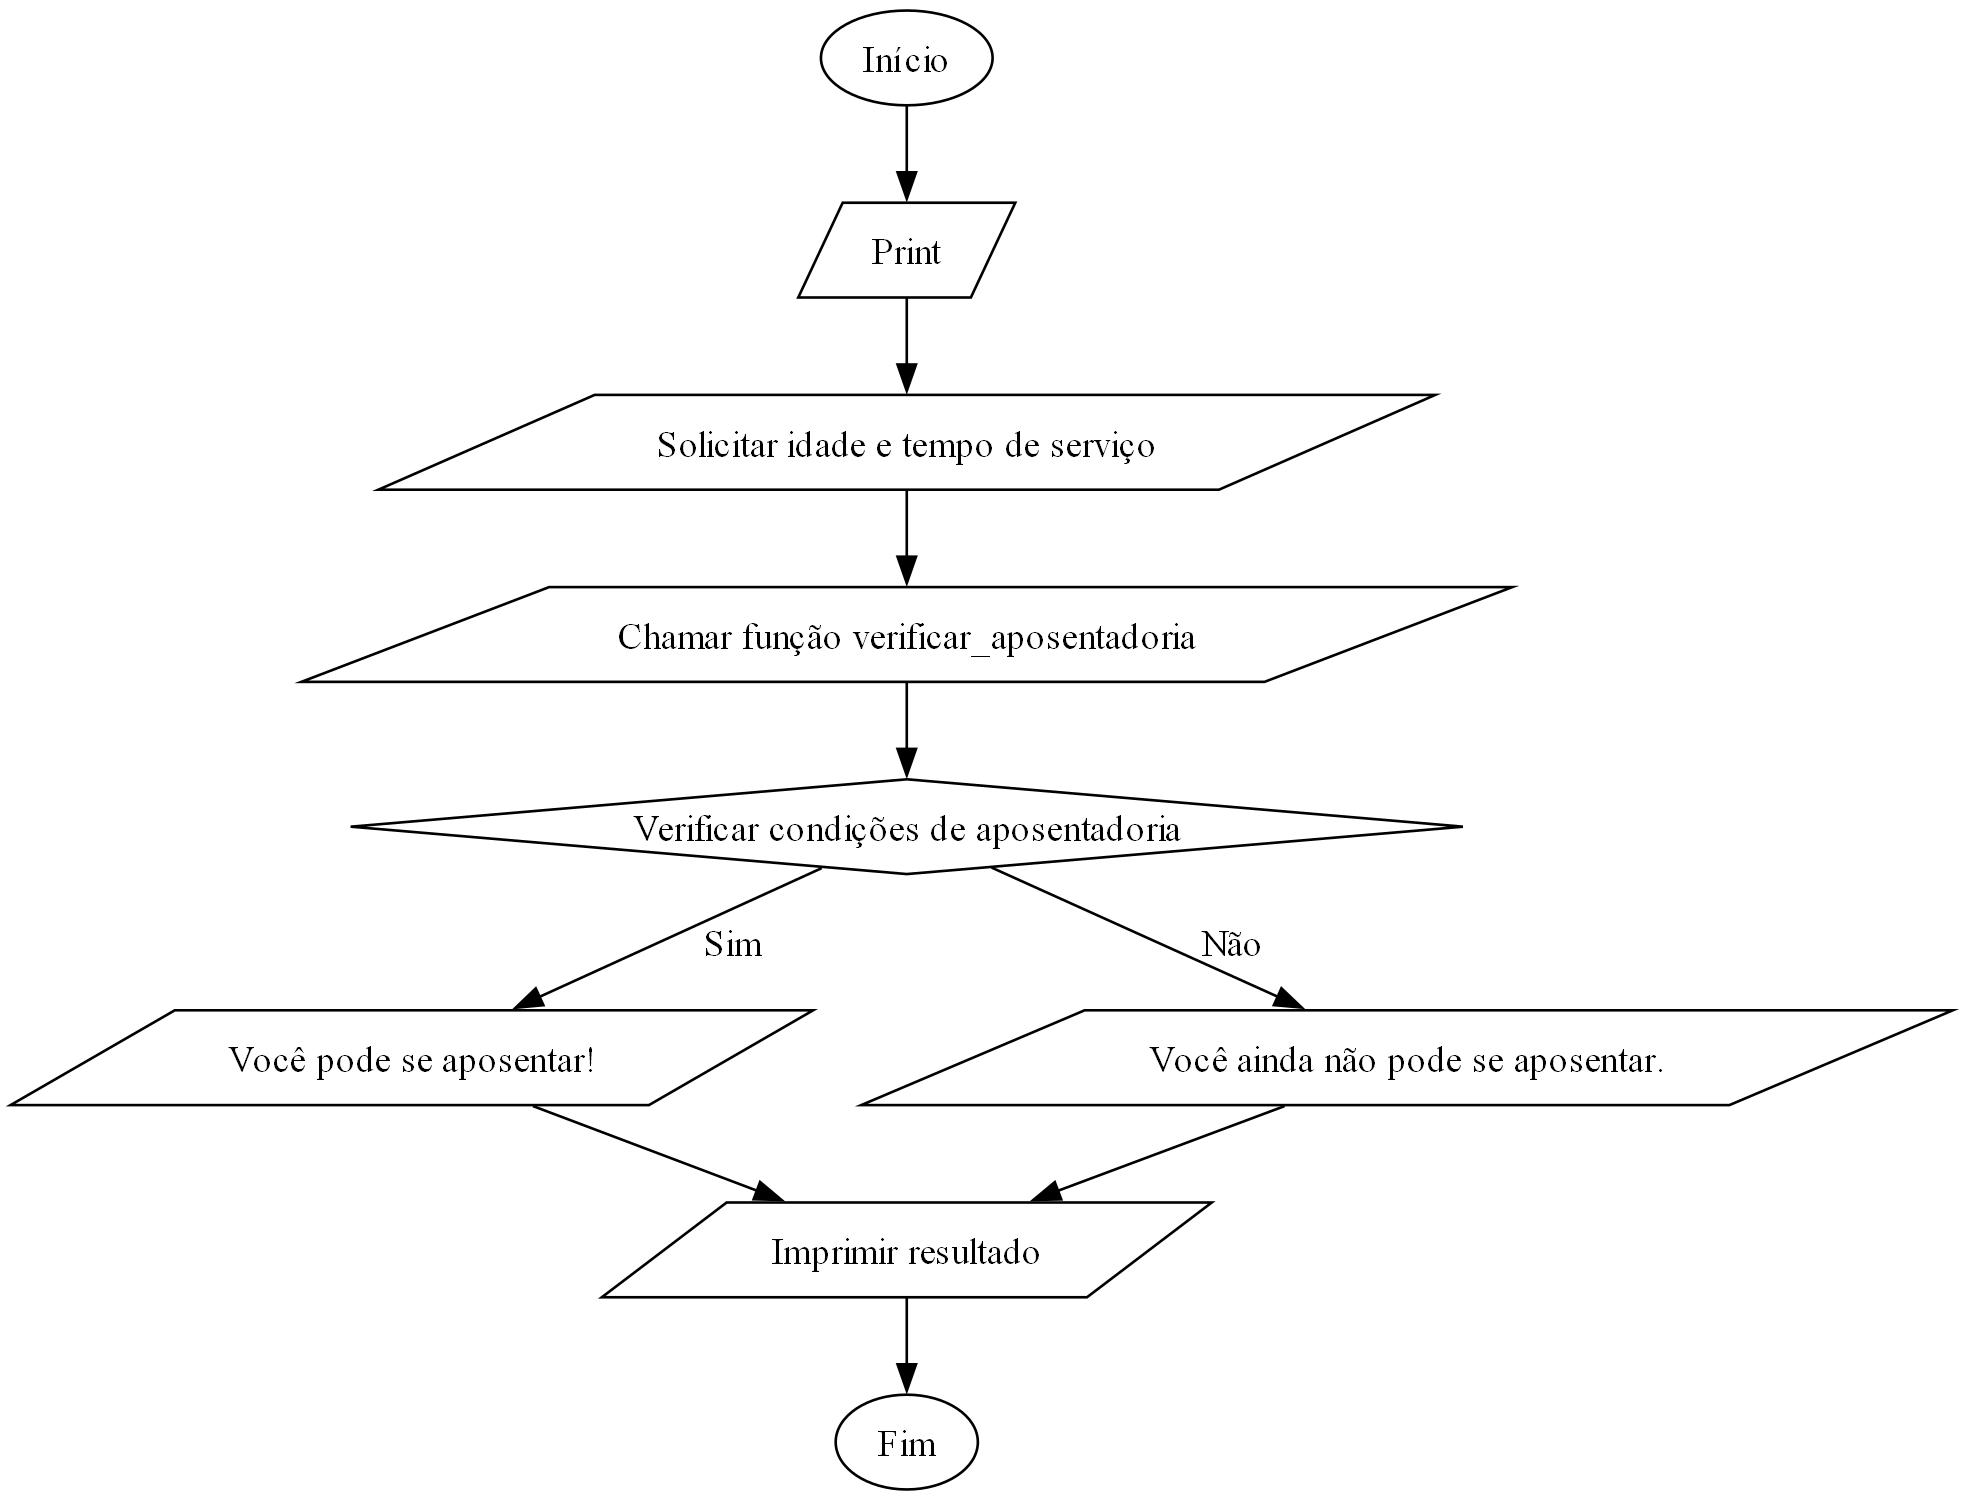 Início
Print
Solicitar idade e tempo de serviço
Chamar função verificar_aposentadoria
Verificar condições de aposentadoria
Sim
Não
Você pode se aposentar!
Você ainda não pode se aposentar.
Imprimir resultado
Fim